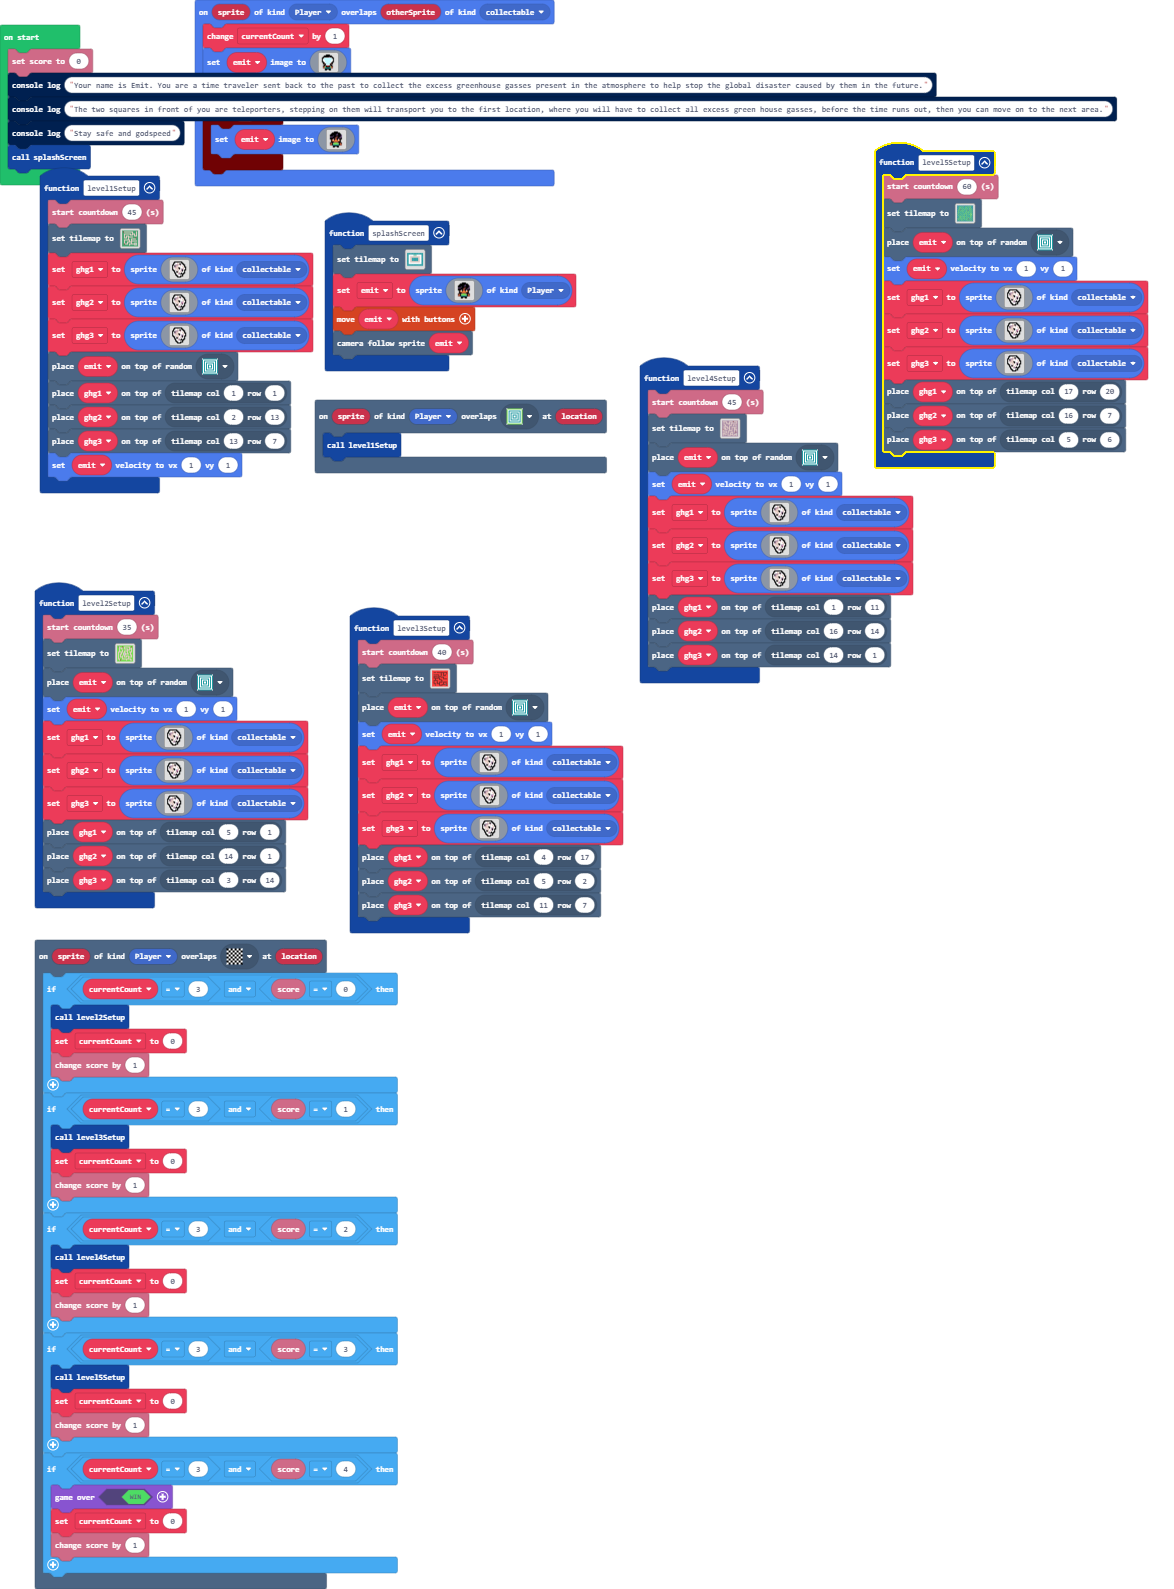 on sprite of kind Player overlaps otherSprite of kind collectable
change currentCount by 1
set emit image to
on start
set score to 0
console log "Your name is Emit. You are a time traveler sent back to the past to collect the excess greenhouse gasses present in the atmosphere to help stop the global disaster caused by them in the future."
console log "The two squares in front of you are teleporters, stepping on them will transport you to the first location, where you will have to collect all excess green house gasses, before the time runs out, then you can move on to the next area."
console log "Stay safe and godspeed"
call splashScreen
set emit image to
function level1Setup
start countdown 45 (s)
set tilemap to
set ghg1 to sprite of kind collectable
set ghg2 to sprite of kind collectable
set ghg3 to sprite of kind collectable
place emit on top of random
place ghg1 on top of tilemap col 1 row 1
place ghg2 on top of tilemap col 2 row 13
place ghg3 on top of tilemap col 13 row 7
set emit velocity to vx 1 vy 1
function splashScreen
set tilemap to
set emit to sprite of kind Player
move emit with buttons
camera follow sprite emit
on sprite of kind Player overlaps at location
call level1Setup
function level5Setup
start countdown 60 (s)
set tilemap to
place emit on top of random
set emit velocity to vx 1 vy 1
set ghg1 to sprite of kind collectable
set ghg2 to sprite of kind collectable
set ghg3 to sprite of kind collectable
place ghg1 on top of tilemap col 17 row 20
place ghg2 on top of tilemap col 16 row 7
place ghg3 on top of tilemap col 5 row 6
function level4Setup
start countdown 45 (s)
set tilemap to
place emit on top of random
set emit velocity to vx 1 vy 1
set ghg1 to sprite of kind collectable
set ghg2 to sprite of kind collectable
set ghg3 to sprite of kind collectable
place ghg1 on top of tilemap col 1 row 11
place ghg2 on top of tilemap col 16 row 14
place ghg3 on top of tilemap col 14 row 1
function level2Setup
start countdown 35 (s)
set tilemap to
place emit on top of random
set emit velocity to vx 1 vy 1
set ghg1 to sprite of kind collectable
set ghg2 to sprite of kind collectable
set ghg3 to sprite of kind collectable
place ghg1 on top of tilemap col 5 row 1
place ghg2 on top of tilemap col 14 row 1
place ghg3 on top of tilemap col 3 row 14
function level3Setup
start countdown 40 (s)
set tilemap to
place emit on top of random
set emit velocity to vx 1 vy 1
set ghg1 to sprite of kind collectable
set ghg2 to sprite of kind collectable
set ghg3 to sprite of kind collectable
place ghg1 on top of tilemap col 4 row 17
place ghg2 on top of tilemap col 5 row 2
place ghg3 on top of tilemap col 11 row 7
on sprite of kind Player overlaps at location
if currentCount = 3 and score = 0 then
call level2Setup
set currentCount to 0
change score by 1
if currentCount = 3 and score = 1 then
call level3Setup
set currentCount to 0
change score by 1
if currentCount = 3 and score = 2 then
call level4Setup
set currentCount to 0
change score by 1
if currentCount = 3 and score = 3 then
call level5Setup
set currentCount to 0
change score by 1
if currentCount = 3 and score = 4 then
game over WIN
set currentCount to 0
change score by 1